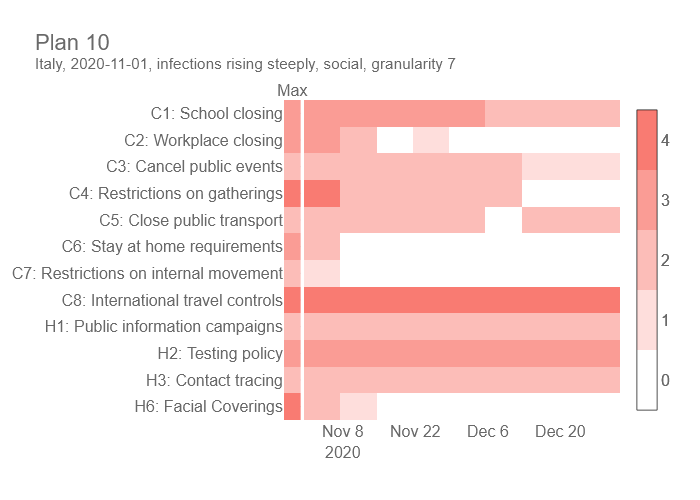 Plan 10
Italy, 2020-11-01, infections rising steeply, social, granularity 7
Max
C1: School closing
C2: Workplace closing
C3: Cancel public events
C4: Restrictions on gatherings
C5: Close public transport
C6: Stay at home requirements
C7: Restrictions on internal movement
C8: International travel controls
H1: Public information campaigns
H2: Testing policy
H3: Contact tracing
H6: Facial Coverings
Nov 8 Nov 22 Dec 6 Dec 20
2020
4
3
2
1
0